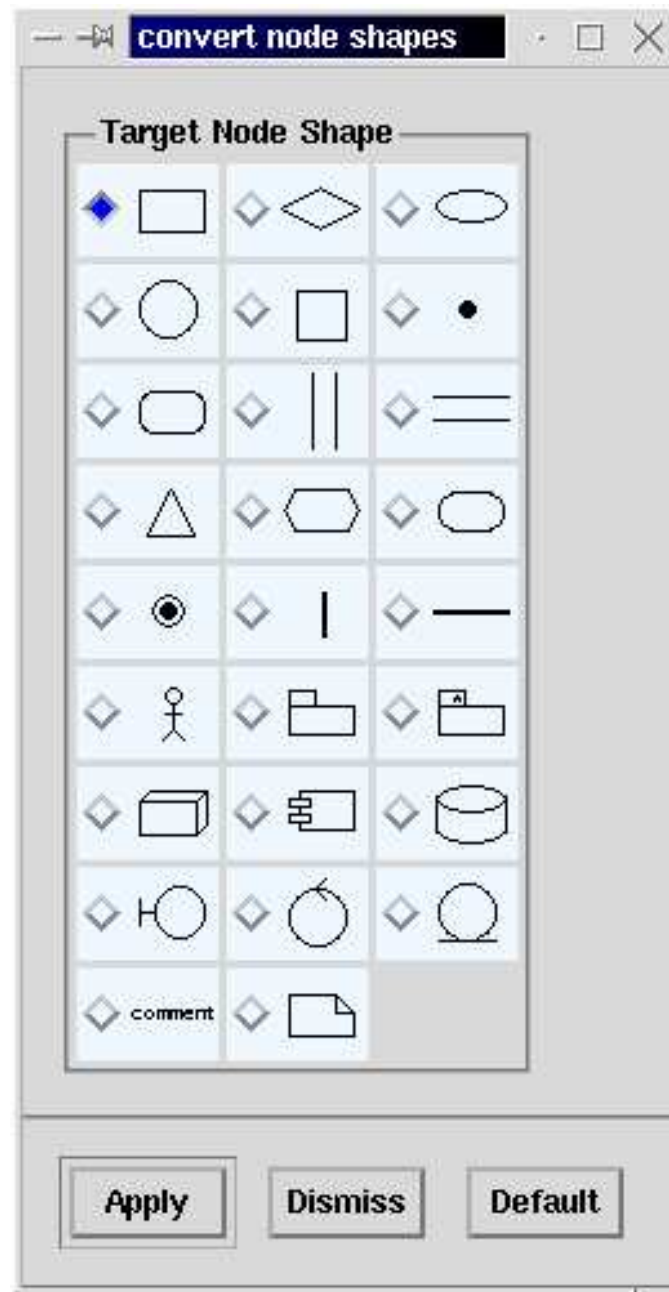 convert node shapes
Target Node Shape
comment
Apply Dismiss Default